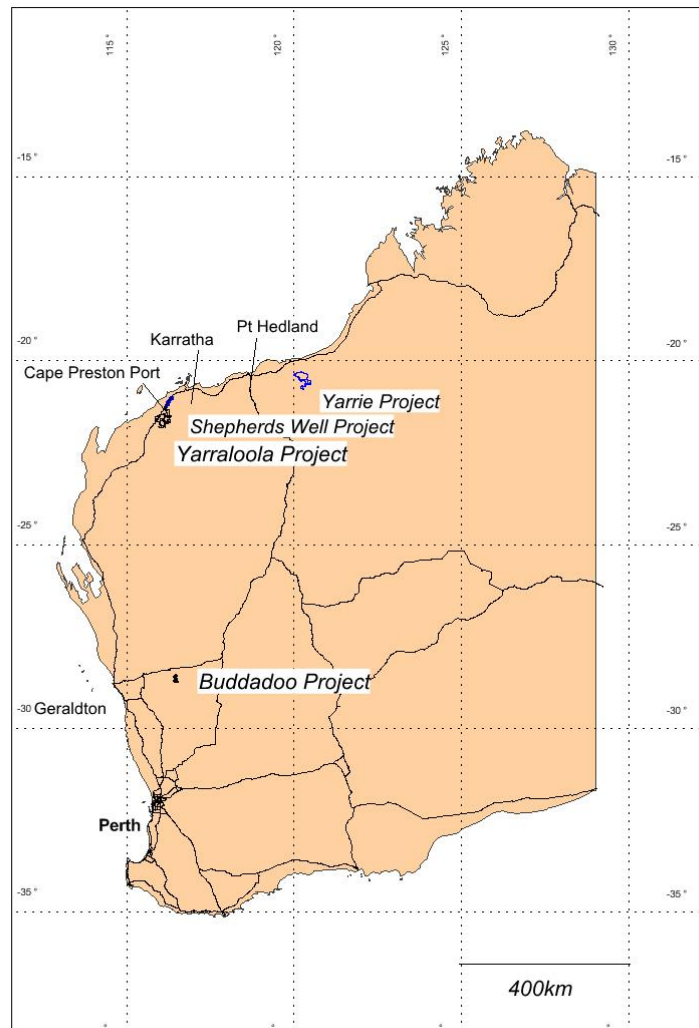 115°
120°
125°
130°
-15°
-15°
Pt Hedland
Karratha
-20°
-20°
Cape Preston Port
Yarrie Project
Shepherds Well Project
Yarraloola Project
-25°
-25°
Buddadoo Project
Geraldton
-30°
-30°
Perth
-35°
-35°
400km